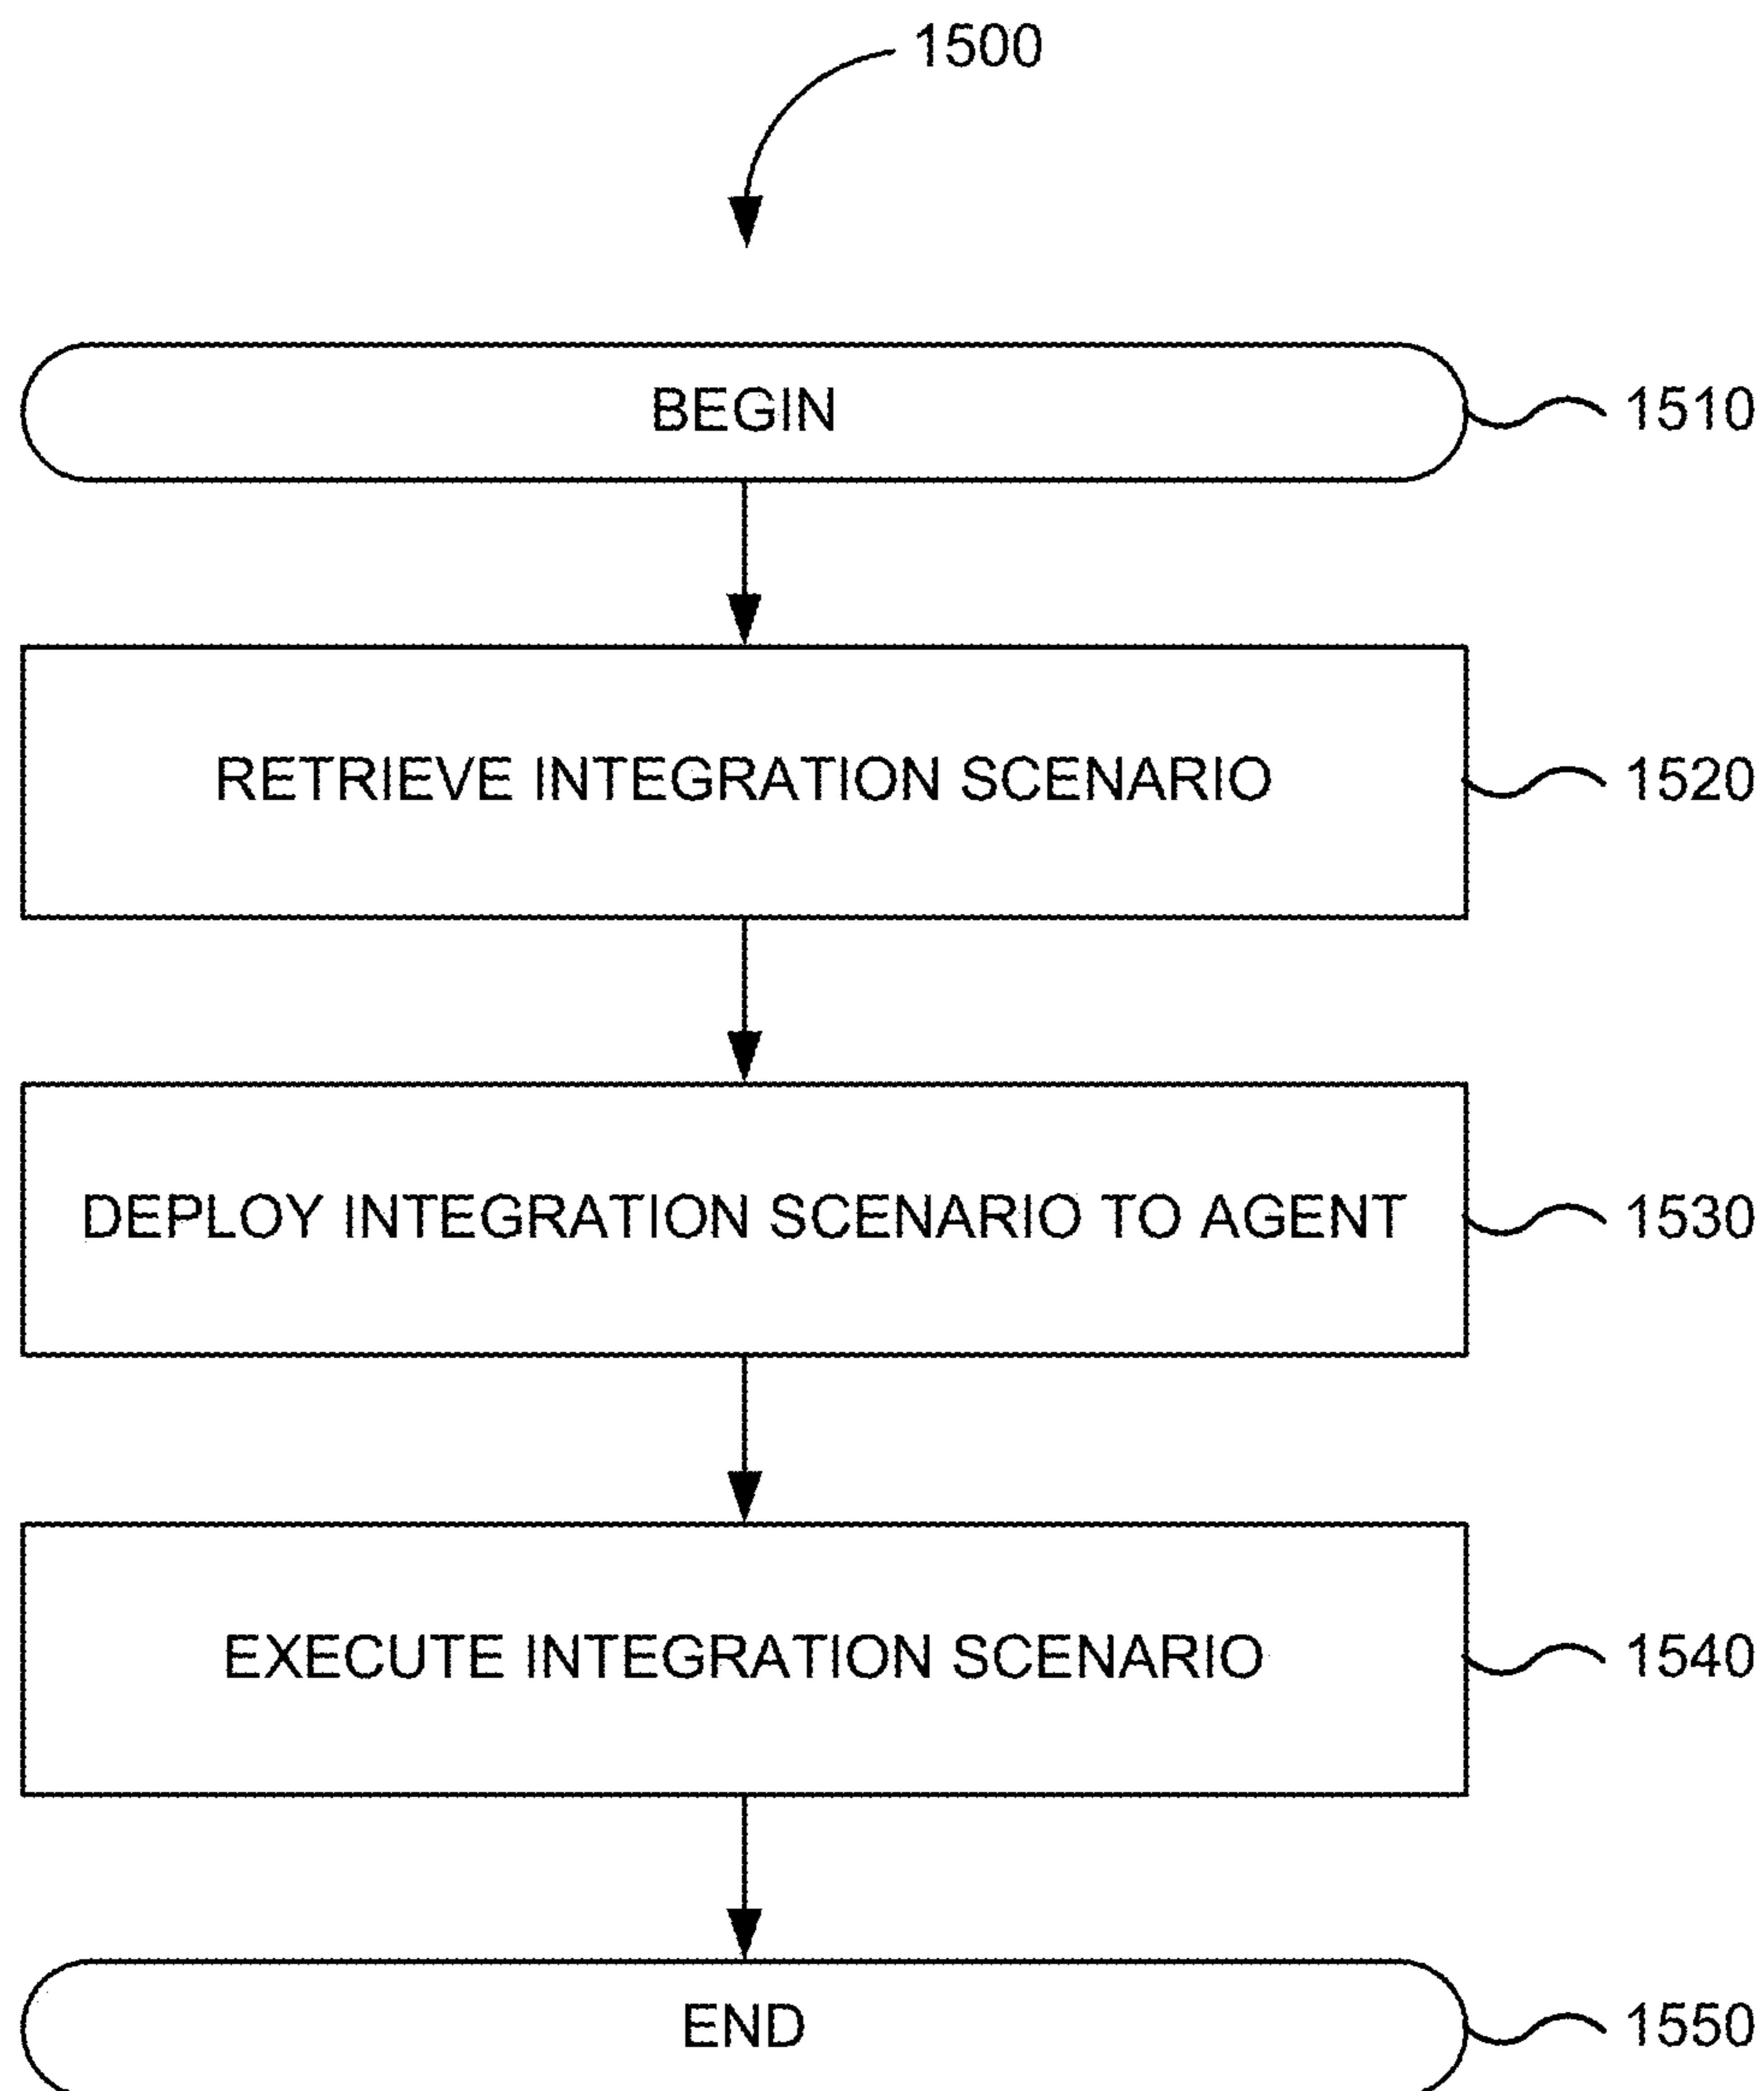 1500
BEGIN
1510
RETRIEVE INTEGRATION SCENARIO
1520
DEPLOY INTEGRATION SCENARIO TO AGENT
1530
EXECUTE INTEGRATION SCENARIO
1540
END
1550